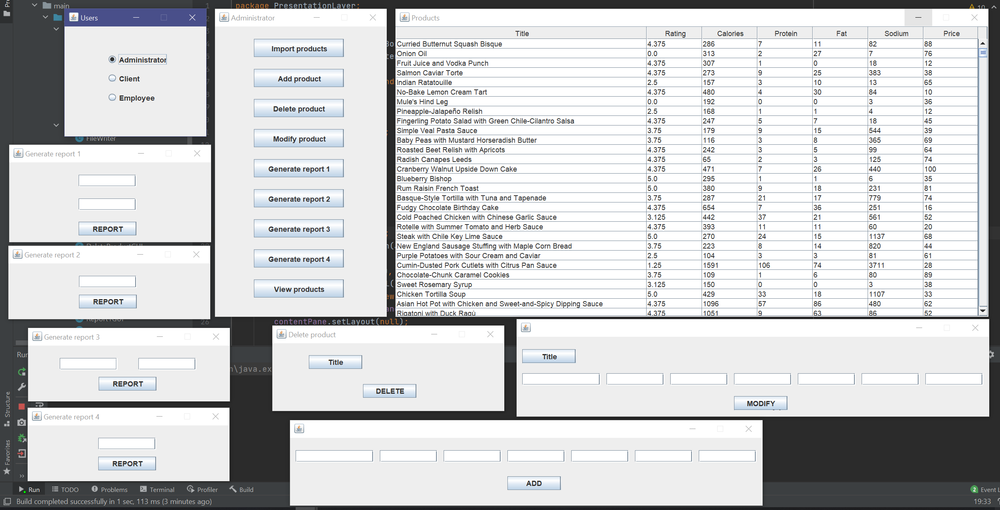 main
package PresentationLayer;
10
Users
Administrator
Client
Employee
FileWriter
Generate report 1
REPORT
Generate report 2
REPORT
Generate report 3
REPORT
Generate report 4
REPORT
Administrator
Import products
Add product
Delete product
Modify product
Generate report 1
Generate report 2
Generate report 3
Generate report 4
View products
26 contentPane.setLayout(null);
Products
Title Rating Calories Protein Fat Sodium Price
Curried Butternut Squash Bisque 4.375 286 7 11 82 88
Onion Oil 0.0 313 2 27 7 76
Fruit Juice and Vodka Punch 4.375 307 1 0 18 12
Salmon Caviar Torte 4.375 273 9 25 383 38
Indian Ratatouille 2.5 157 3 10 13 65
No-Bake Lemon Cream Tart 4.375 480 4 30 84 10
Mule's Hind Leg 0.0 192 0 0 3 36
Pineapple-Jalapeño Relish 2.5 168 1 1 4 12
Fingerling Potato Salad with Green Chile-Cilantro Salsa 4.375 247 5 7 18 45
Simple Veal Pasta Sauce 3.75 179 9 15 544 39
Baby Peas with Mustard Horseradish Butter 3.75 116 3 8 365 69
Roasted Beet Relish with Apricots 4.375 242 3 5 99 64
Radish Canapes Leeds 4.375 65 2 3 125 74
Cranberry Walnut Upside Down Cake 4.375 471 7 26 440 100
Blueberry Bishop 5.0 295 1 1 6 35
Rum Raisin French Toast 5.0 380 9 18 231 81
Basque-Style Tortilla with Tuna and Tapenade 3.75 287 21 17 779 74
Fudgy Chocolate Birthday Cake 4.375 654 7 36 251 16
Cold Poached Chicken with Chinese Garlic Sauce 3.125 442 37 21 561 52
Rotelle with Summer Tomato and Herb Sauce 4.375 393 11 11 60 20
Steak with Chile Key Lime Sauce 5.0 270 24 15 1137 68
New England Sausage Stuffing with Maple Corn Bread 3.75 223 8 14 820 44
Purple Potatoes with Sour Cream and Caviar 2.5 104 3 3 81 61
Cumin-Dusted Pork Cutlets with Citrus Pan Sauce 1.25 1591 106 74 3711 28
Chocolate-Chunk Caramel Cookies 3.75 109 1 6 80 89
Sweet Rosemary Syrup 3.125 150 0 0 3 38
Chicken Tortilla Soup 5.0 429 33 18 1107 33
Asian Hot Pot with Chicken and Sweet-and-Spicy Dipping Sauce 4.375 1096 57 86 480 62
Rigatoni with Duck Ragù 4.375 1051 9 63 86 52
Delete product
Title
DELETE
Title
MODIFY
ADD
Run
\java.ex
Structure
Favorites
Run TODO Problems Terminal Profiler Build
2 Event L
Build completed successfully in 1 sec, 113 ms (3 minutes ago)
19:33